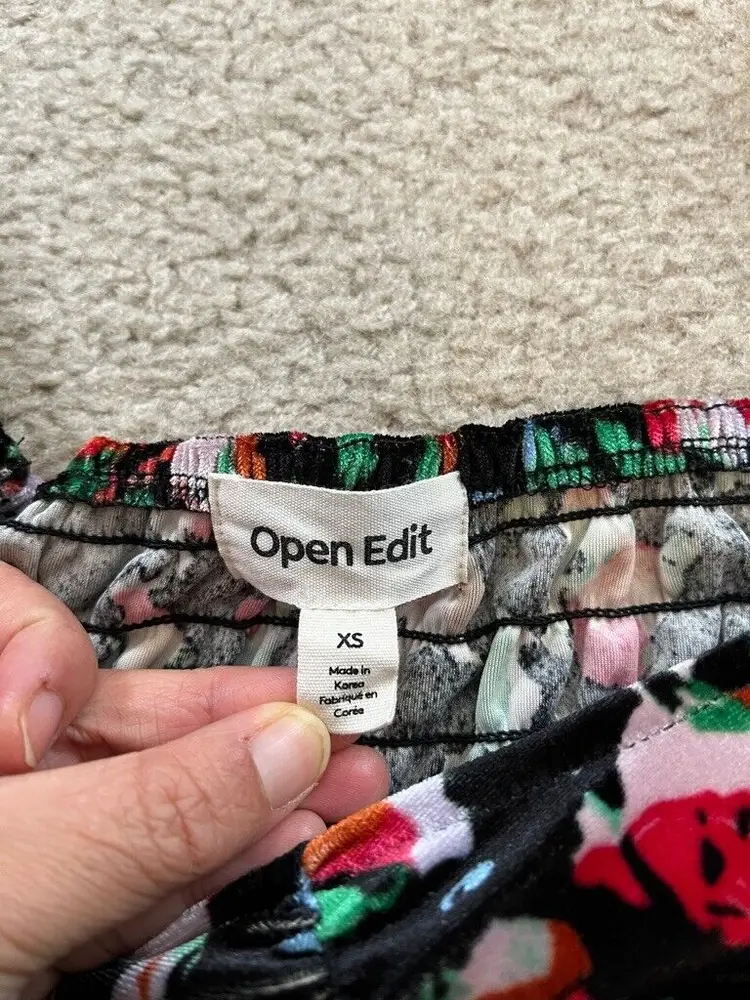 Open Edit
XS
Made in
Korea
Fabriqué en
Corée